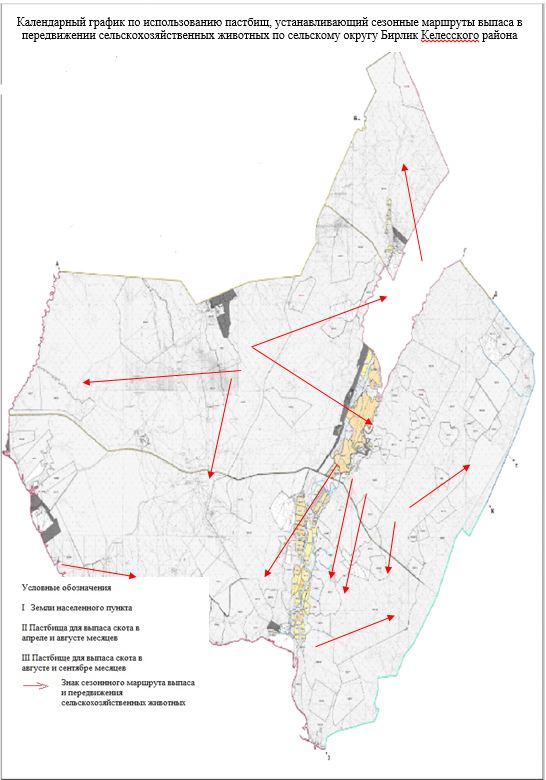 Календарный график по использованию пастбищ, устанавливающий сезонные маршруты выпаса в
передвижении сельскохозяйственных животных по сельскому округу Бирлик Келесского района
Условные обозначения
I Земли населенного пункта
II Пастбища для выпаса скота в
апреле и августе месяцев
III Пастбище для выпаса скота в
августе и сентябре месяцев
Знак сезонного маршрута выпаса
и передвижения
сельскохозяйственных животных